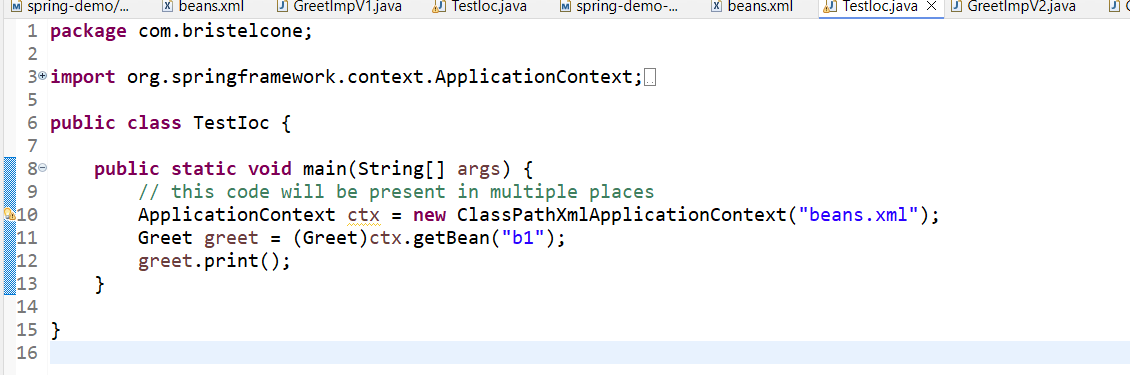 spring-demo/... beans.xml GreetImpV1.java TestIoc.java spring-demo-... beans.xml TestIoc.java GreetImpV2.java
1 package com.bristelcone;
2
3 import org.springframework.context.ApplicationContext;
5
6 public class TestIoc {
7
8 public static void main(String[] args) {
9 // this code will be present in multiple places
10 ApplicationContext ctx = new ClassPathXmlApplicationContext("beans.xml");
11 Greet greet = (Greet)ctx.getBean("b1");
12 greet.print();
13 }
14
15 }
16